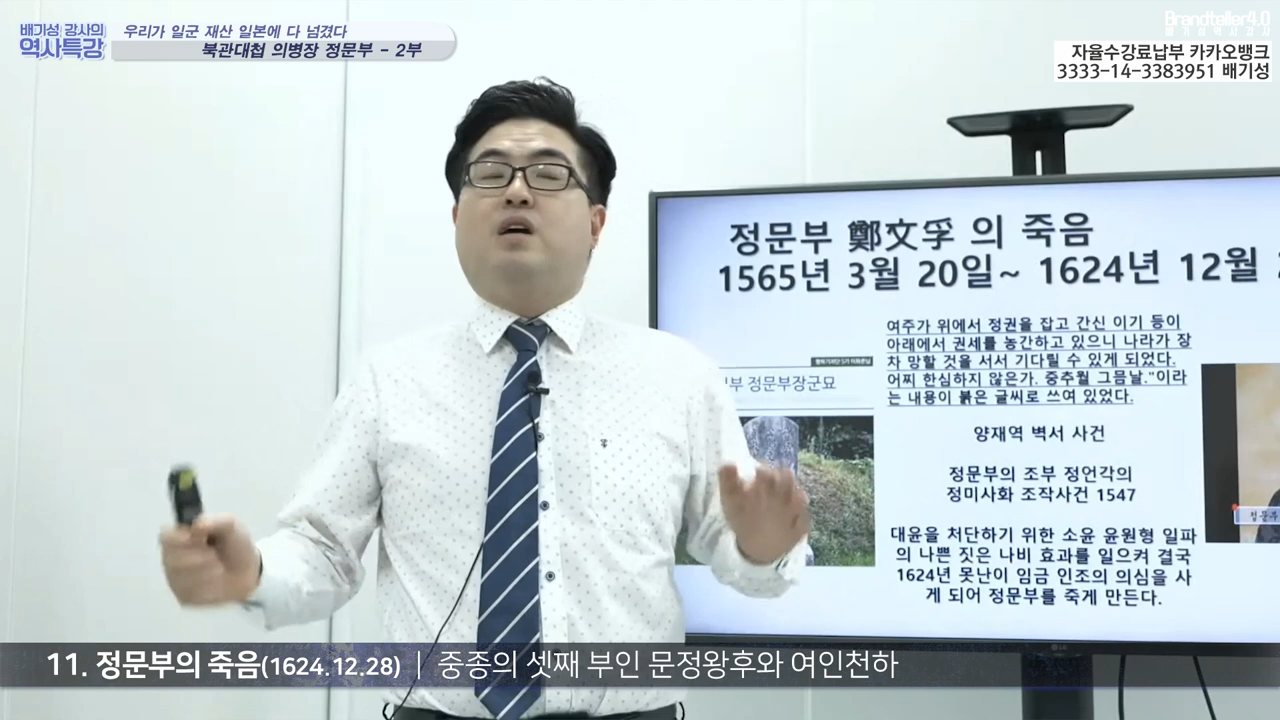 배기성 강사의
역사특강
우리가 일군 재산 일본에 다 넘겼다
북관대첩 의병장 정문부 - 2부
Brandteller4.0
배기성역사강사
자율수강료납부 카카오뱅크
3333-14-3383951 배기성
정문부 鄭文孚 의 죽음
1565년 3월 20일~ 1624년 12월
여주가 위에서 정권을 잡고 간신 이기 등이
아래에서 권세를 농간하고 있으니 나라가 장
차 망할 것을 서서 기다릴 수 있게 되었다.
어찌 한심하지 않은가. 중추월 그믐날."이라
는 내용이 붉은 글씨로 쓰여 있었다.
부 정문부장군묘
양재역 벽서 사건
정문부의 조부 정언각의
정미사화 조작사건 1547
정문부
대윤을 처단하기 위한 소윤 윤원형 일파
의 나쁜 짓은 나비 효과를 일으켜 결국
1624년 못난이 임금 인조의 의심을 사
게 되어 정문부를 죽게 만든다.
LG
11. 정문부의 죽음(1624.12.28) | 중종의 셋째 부인 문정왕후와 여인천하